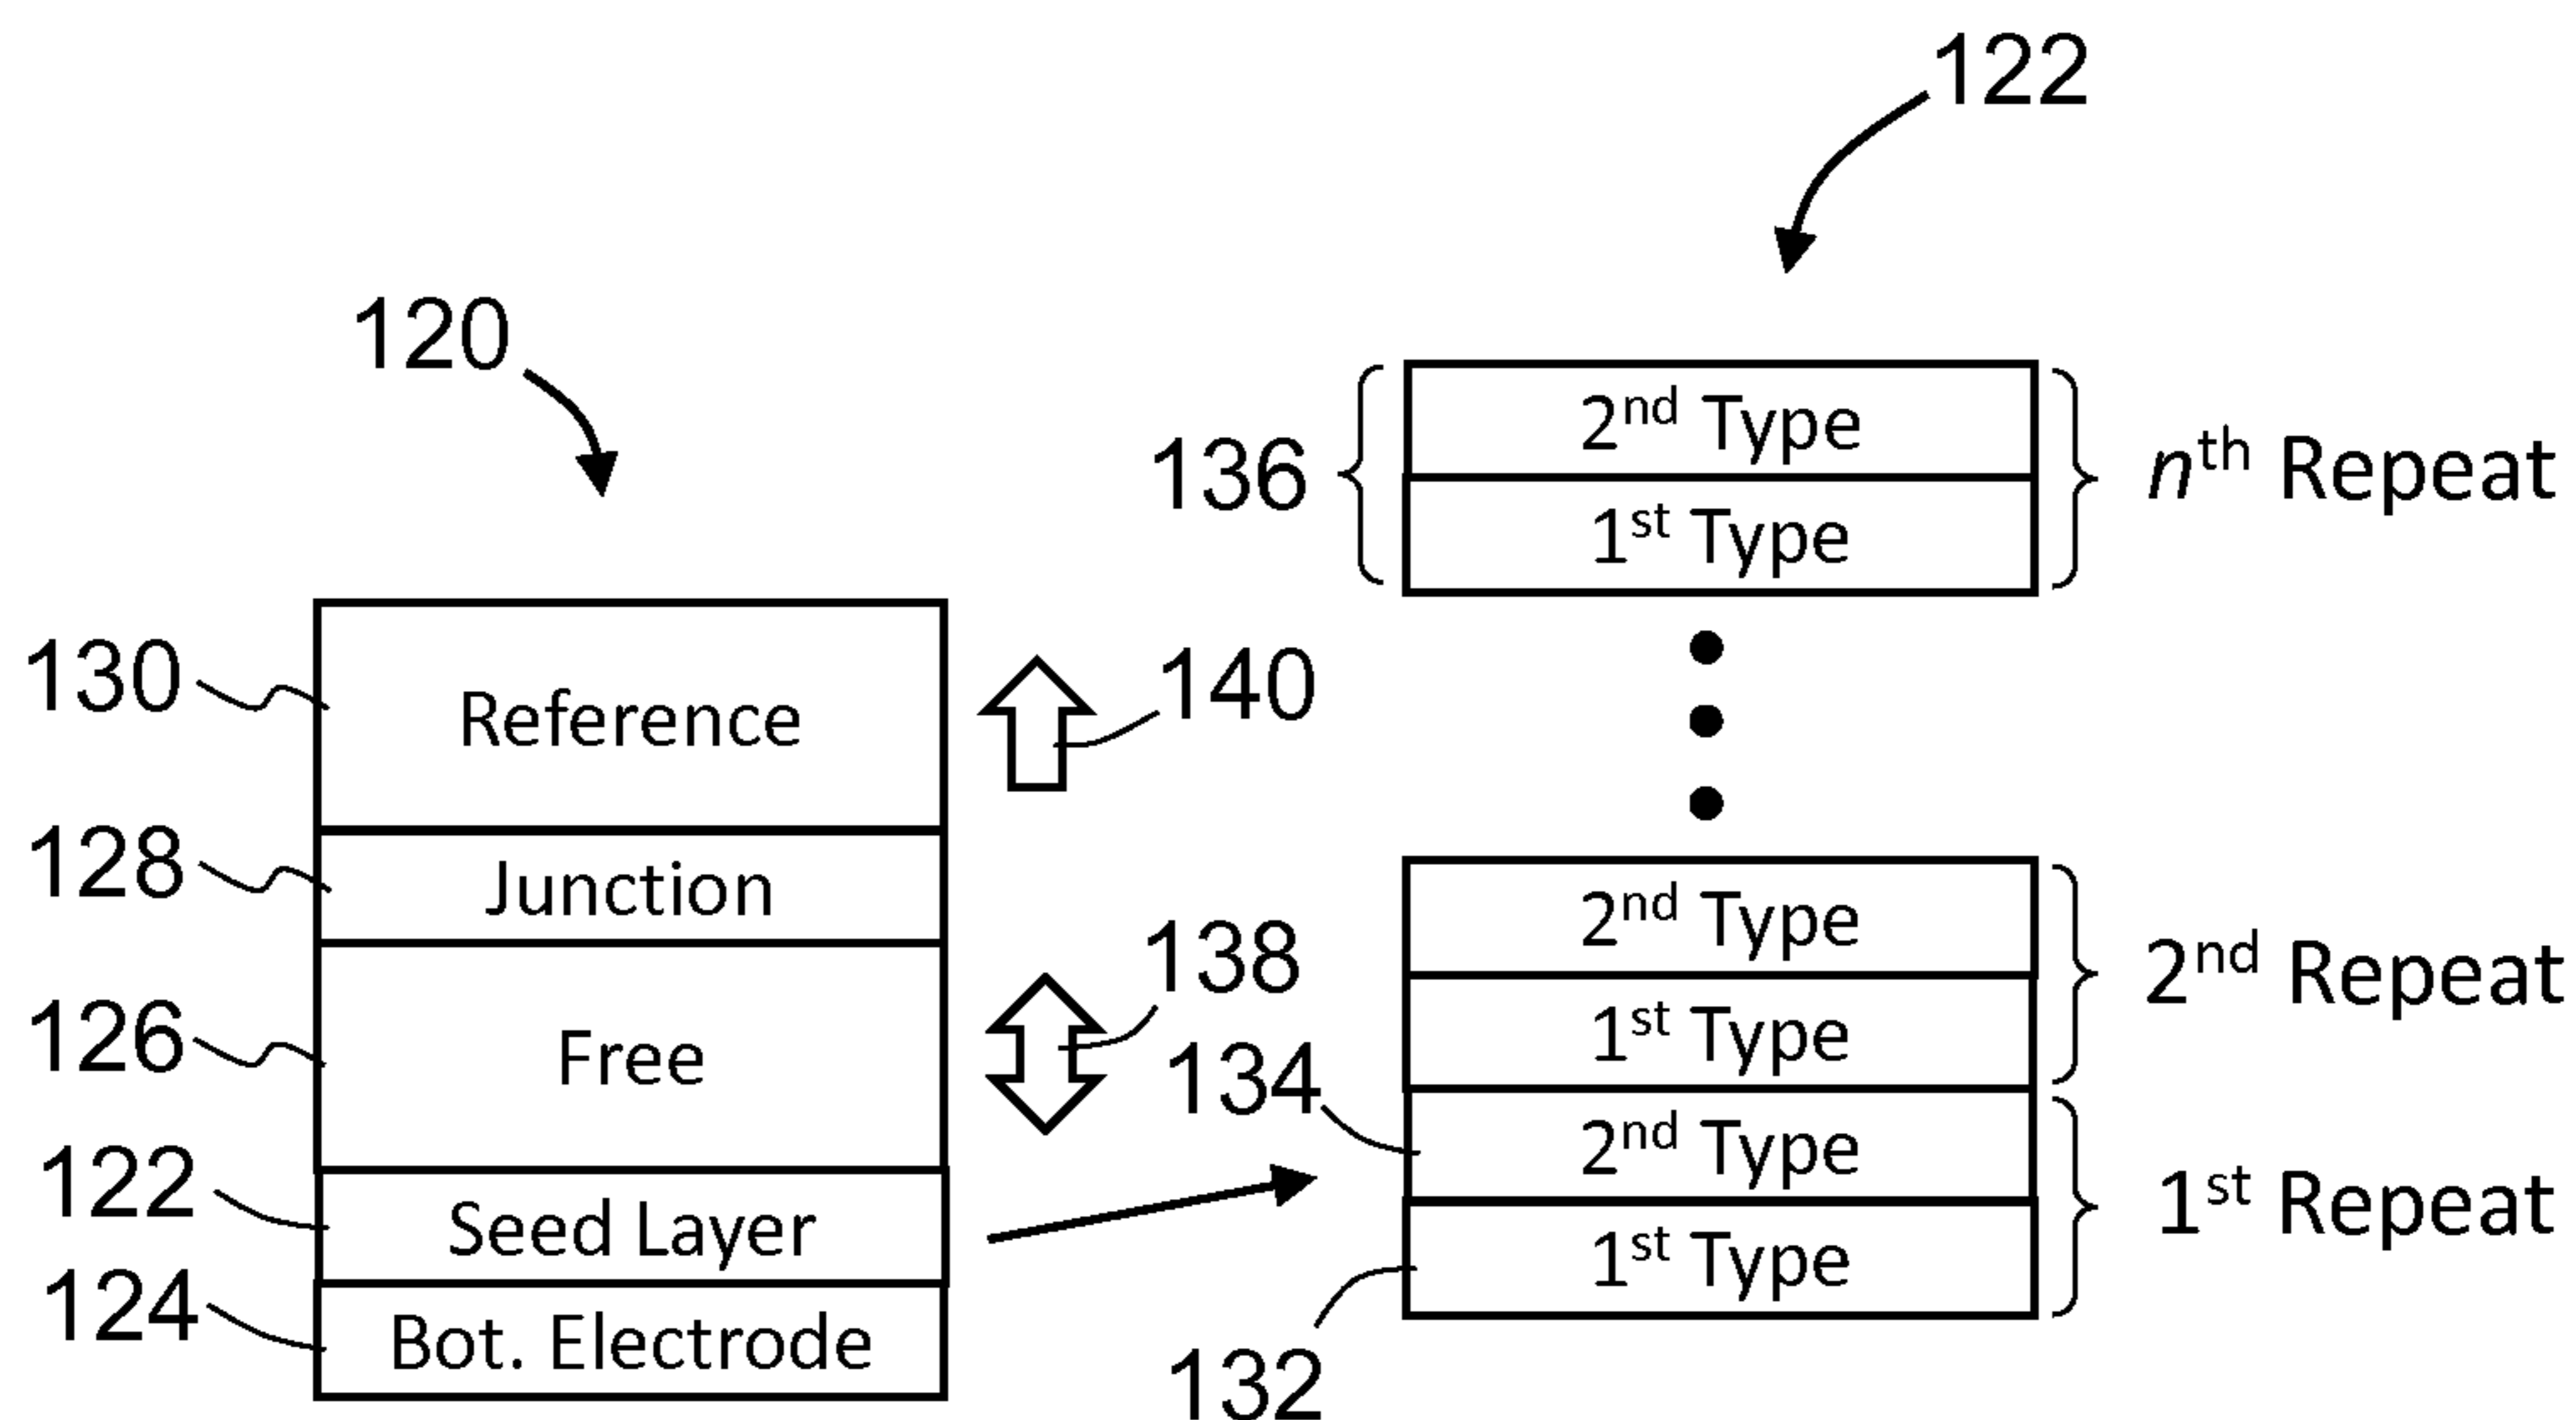 122
120
136
2nd Type
1st Type
nth Repeat
130
Reference
140
128
Junction
138
2nd Type
1st Type
2nd Repeat
126
Free
134
2nd Type
1st Type
1st Repeat
122
Seed Layer
124
Bot. Electrode
132